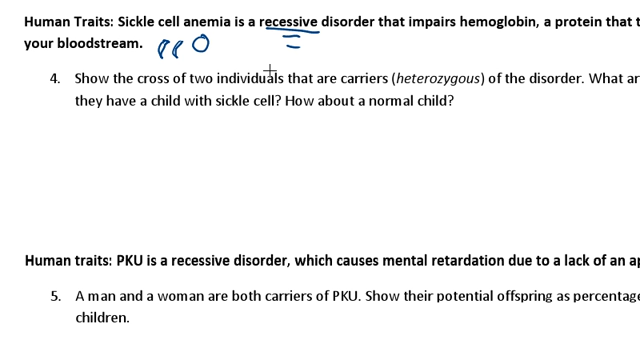 Human Traits: Sickle cell anemia is a recessive disorder that impairs hemoglobin, a protein that
your bloodstream.
4. Show the cross of two individuals that are carriers (heterozygous) of the disorder. What
they have a child with sickle cell? How about a normal child?
Human traits: PKU is a recessive disorder, which causes mental retardation due to a lack of an
5. A man and a woman are both carriers of PKU. Show their potential offspring as percentage
children.